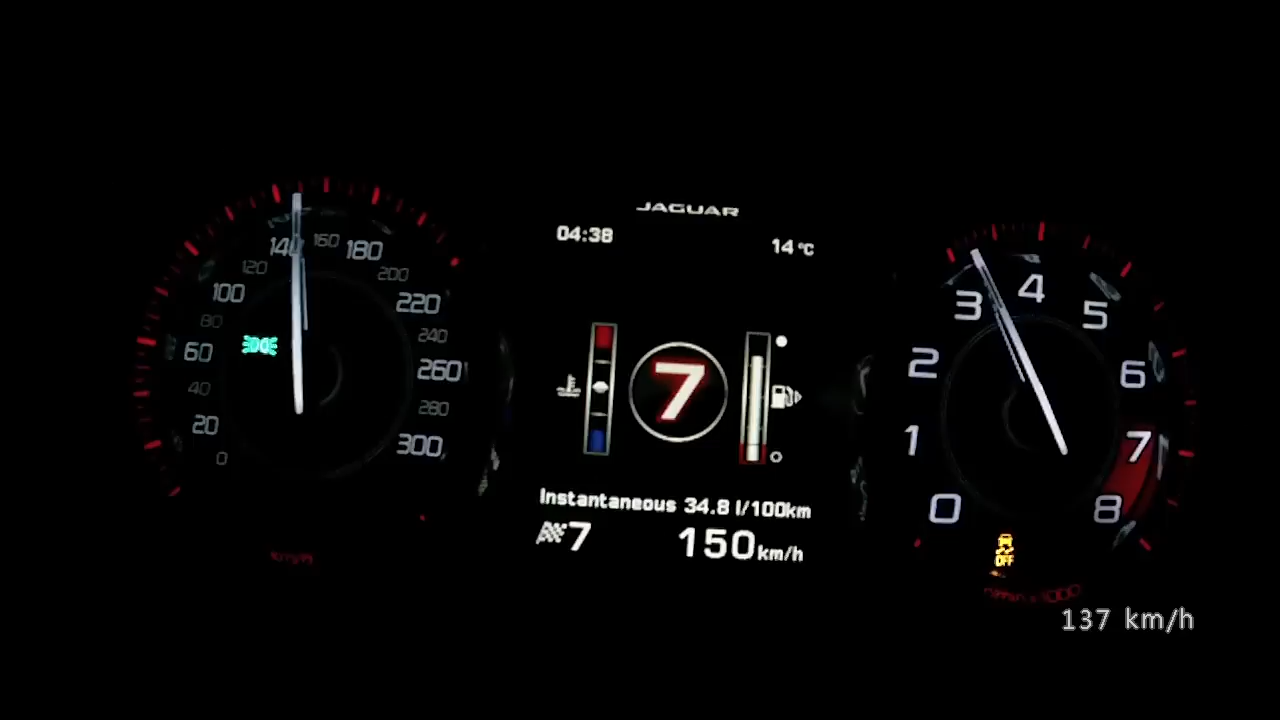 JAGUAR
04:38 14°C
0 20 40 60 80 100 120 140 160 180 200 220 240 260 280 300
7
0 1 2 3 4 5 6 7 8
Instantaneous 34.8 l/100km
7 150 km/h
OFF
137 km/h